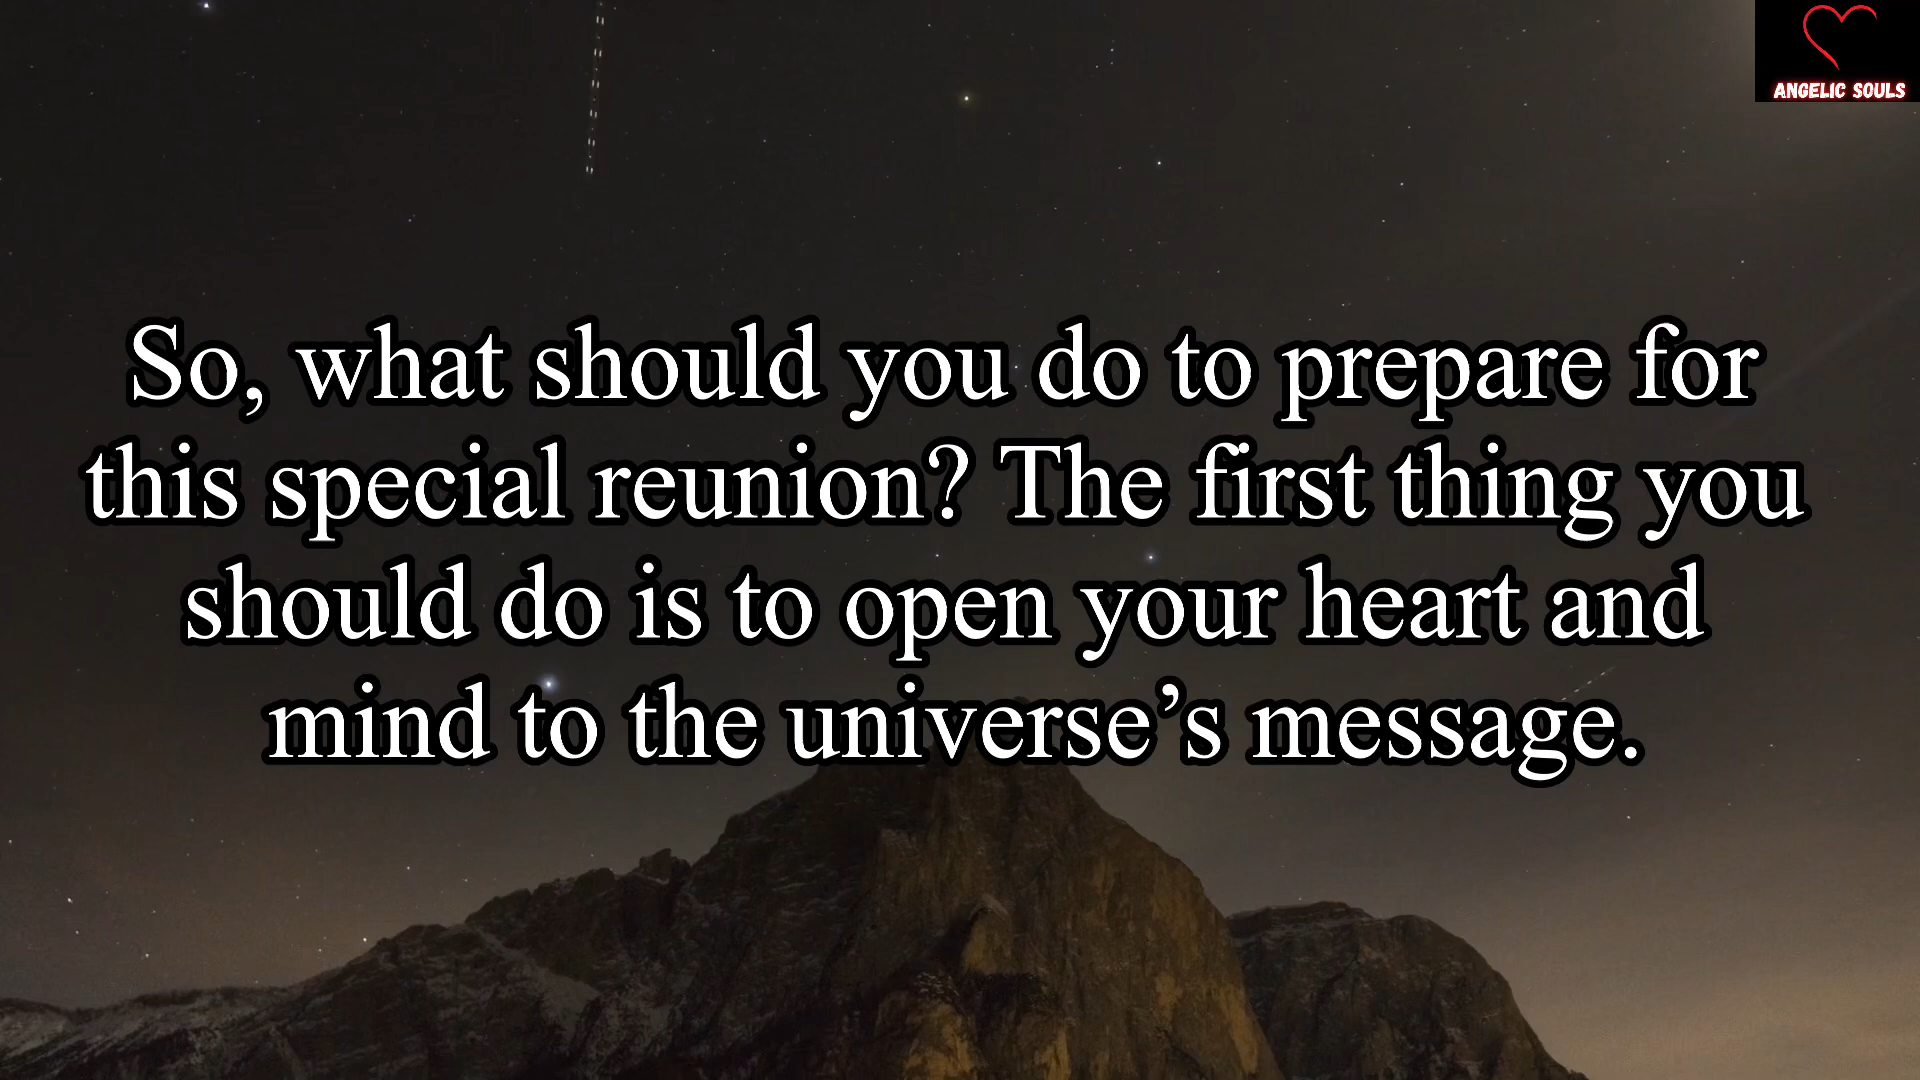 ANGELIC SOULS
So, what should you do to prepare for
this special reunion? The first thing you
should do is to open your heart and
mind to the universe’s message.